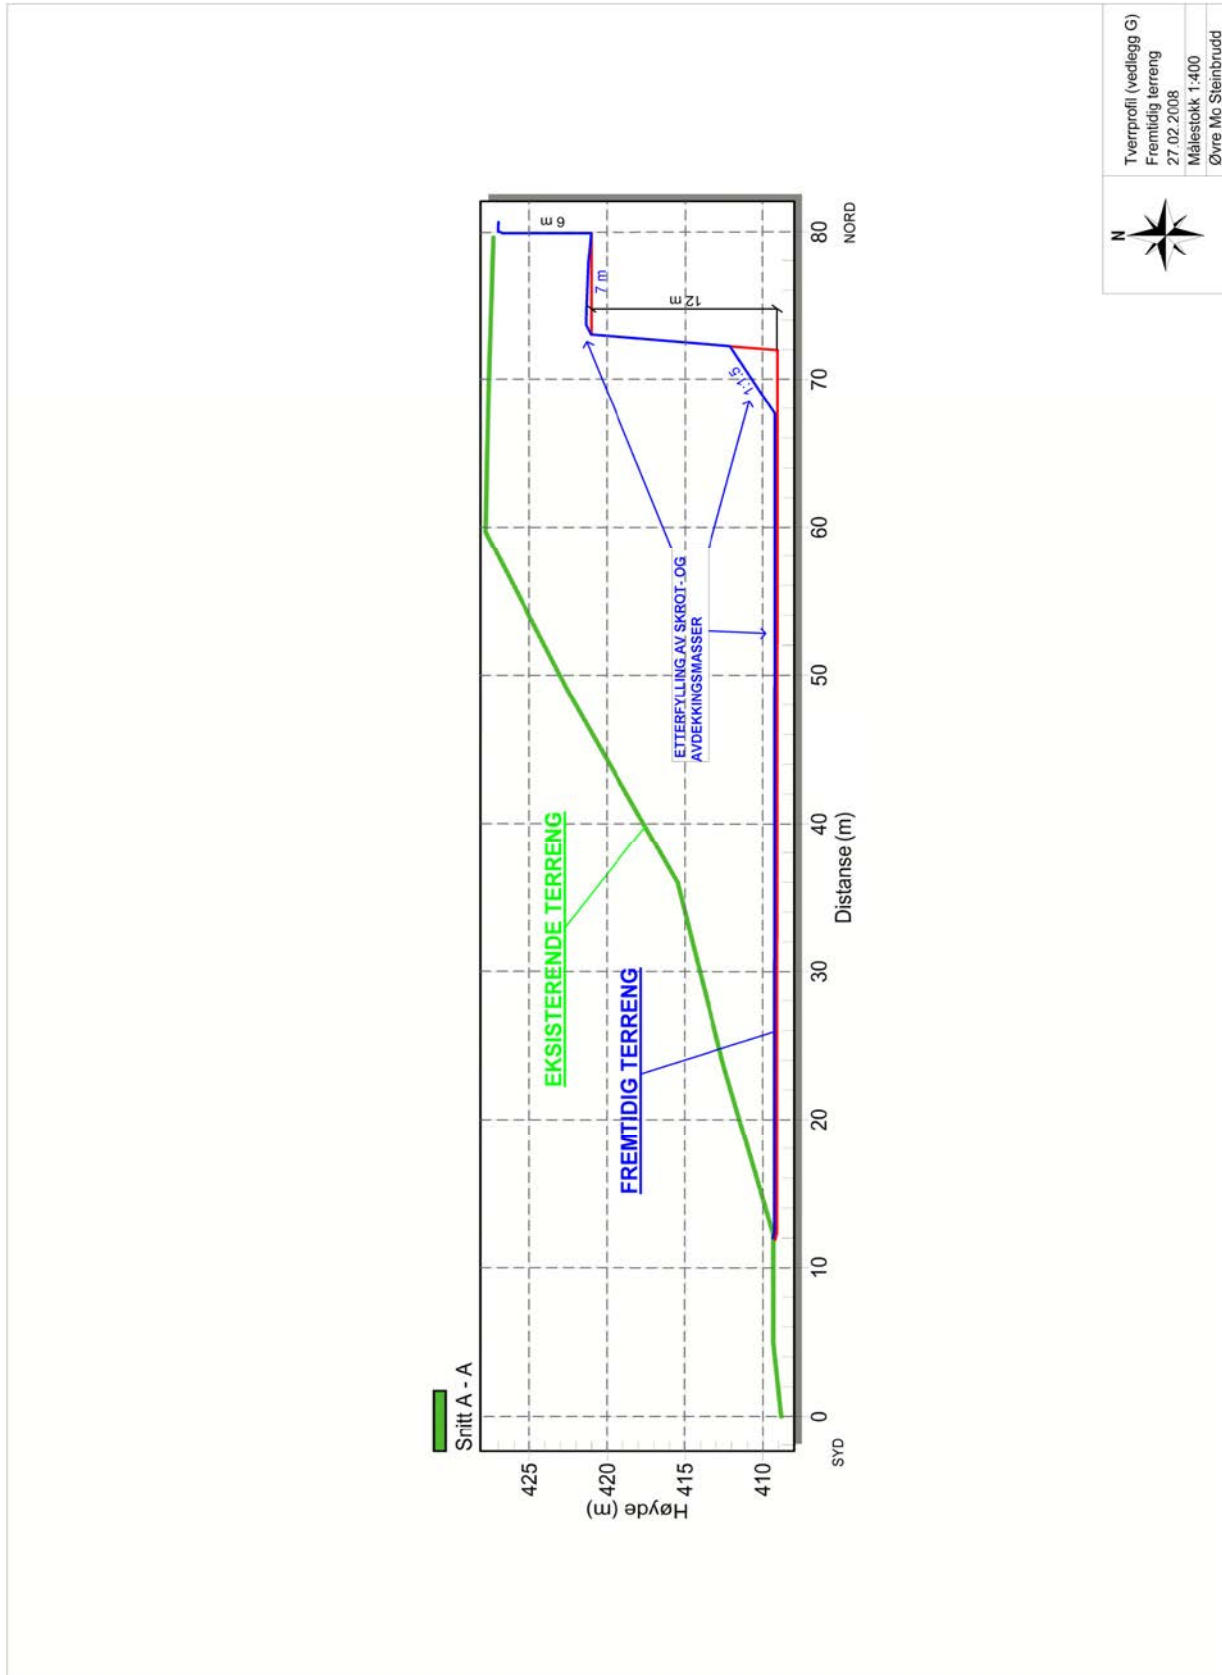 Snitt A - A
Høyde (m)
425
420
415
410
EKSISTERENDE TERRENG
FREMTIDIG TERRENG
ETTERFYLLING AV SKROT- OG
AVDEKKINGSMASSER
1:1.5
7 m
12 m
6 m
0
10
20
30
40
50
60
70
80
SYD
Distanse (m)
NORD
N
Tverrprofil (vedlegg G)
Fremtidig terreng
27.02.2008
Målestokk 1:400
Øvre Mo Steinbrudd